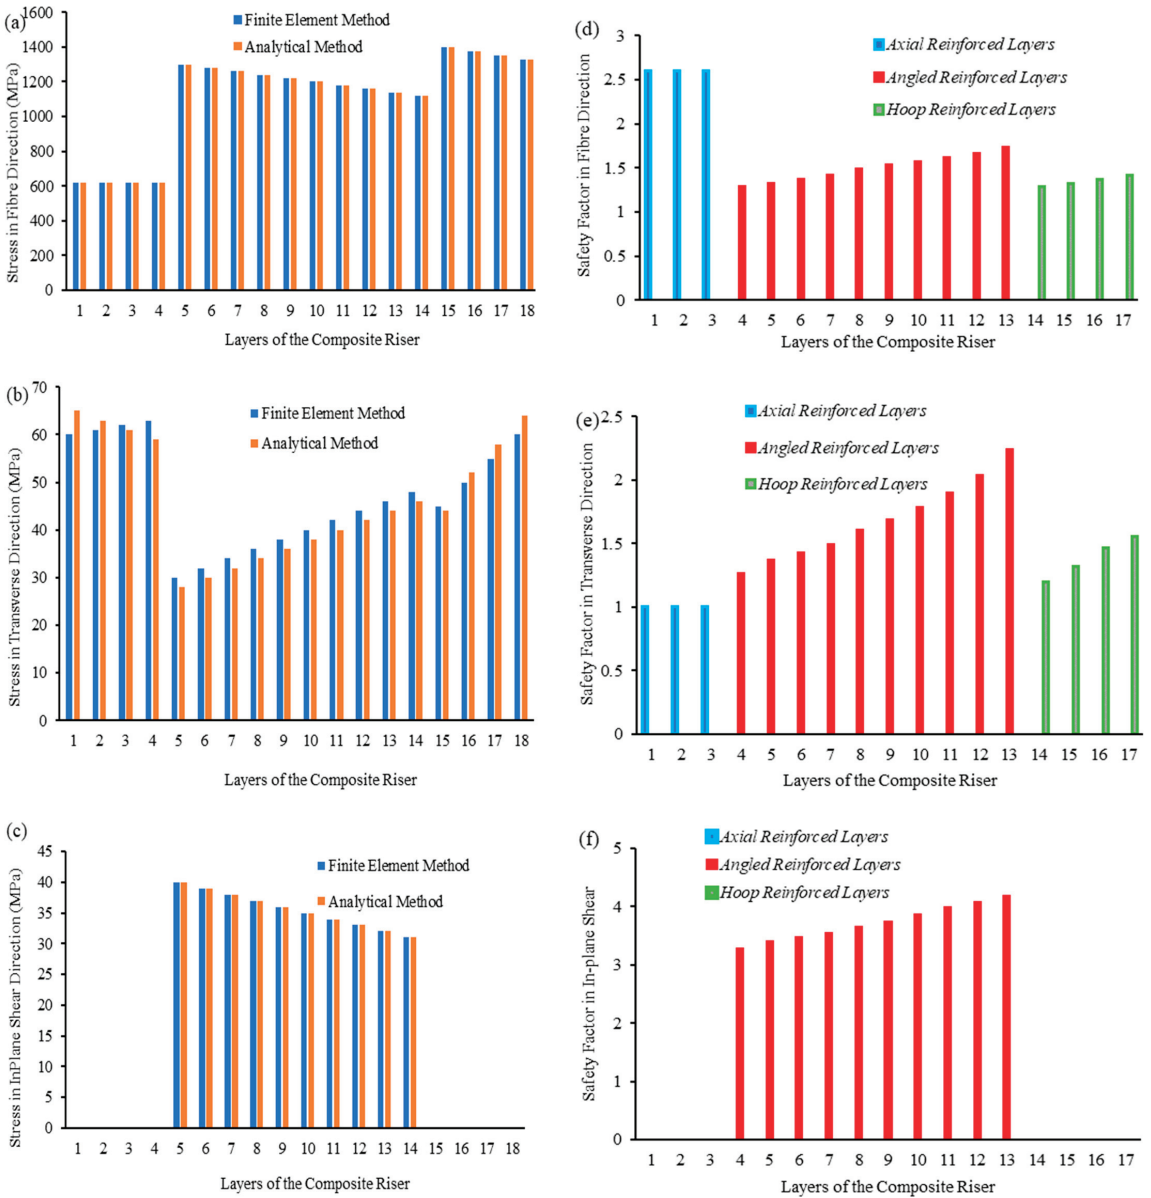 (a)
Stress in Fibre Direction (MPa)
1600
1400
1200
1000
800
600
400
200
0
Finite Element Method
Analytical Method
1 2 3 4 5 6 7 8 9 10 11 12 13 14 15 16 17 18
Layers of the Composite Riser
(d)
Safety Factor in Fibre Direction
3
2.5
2
1.5
1
0.5
0
Axial Reinforced Layers
Angled Reinforced Layers
Hoop Reinforced Layers
1 2 3 4 5 6 7 8 9 10 11 12 13 14 15 16 17
Layers of the Composite Riser
(b)
Stress in Transverse Direction (MPa)
70
60
50
40
30
20
10
0
Finite Element Method
Analytical Method
1 2 3 4 5 6 7 8 9 10 11 12 13 14 15 16 17 18
Layers of the Composite Riser
(e)
Safety Factor in Transverse Direction
2.5
2
1.5
1
0.5
0
Axial Reinforced Layers
Angled Reinforced Layers
Hoop Reinforced Layers
1 2 3 4 5 6 7 8 9 10 11 12 13 14 15 16 17
Layers of the Composite Riser
(c)
Stress in InPlane Shear Direction (MPa)
45
40
35
30
25
20
15
10
5
0
Finite Element Method
Analytical Method
1 2 3 4 5 6 7 8 9 10 11 12 13 14 15 16 17 18
Layers of the Composite Riser
(f)
Safety Factor in In-plane Shear
5
4
3
2
1
0
Axial Reinforced Layers
Angled Reinforced Layers
Hoop Reinforced Layers
1 2 3 4 5 6 7 8 9 10 11 12 13 14 15 16 17
Layers of the Composite Riser